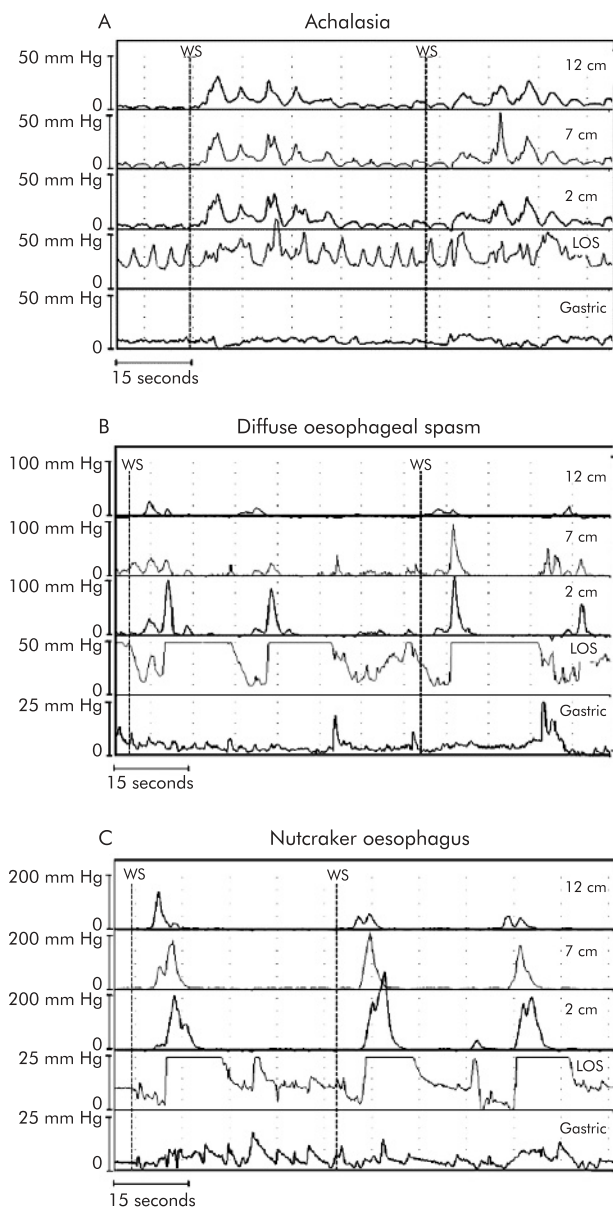 A Achalasia
WS WS
50 mm Hg 12 cm
0
50 mm Hg 7 cm
0
50 mm Hg 2 cm
0
50 mm Hg LOS
0
50 mm Hg Gastric
0
15 seconds
B Diffuse oesophageal spasm
100 mm Hg WS WS 12 cm
0
100 mm Hg 7 cm
0
100 mm Hg 2 cm
0
50 mm Hg LOS
0
25 mm Hg Gastric
0
15 seconds
C Nutcraker oesophagus
200 mm Hg WS WS 12 cm
0
200 mm Hg 7 cm
0
200 mm Hg 2 cm
0
25 mm Hg LOS
0
25 mm Hg Gastric
0
15 seconds